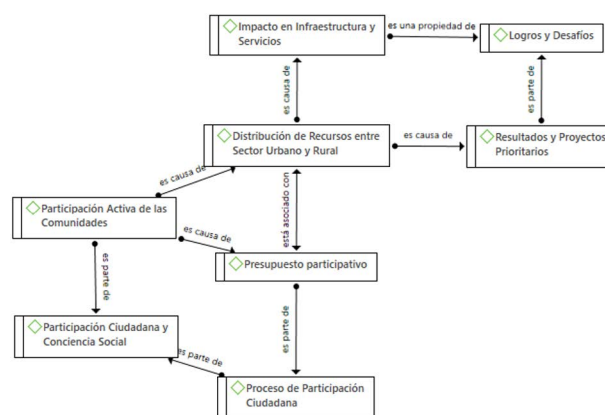 Impacto en Infraestructura y
Servicios
es una propiedad de
Logros y Desafíos
es causa de
es parte de
Distribución de Recursos entre
Sector Urbano y Rural
es causa de
Resultados y Proyectos
Prioritarios
es causa de
Participación Activa de las
Comunidades
está asociado con
es causa de
Presupuesto participativo
es parte de
Participación Ciudadana y
Conciencia Social
es parte de
es parte de
Proceso de Participación
Ciudadana